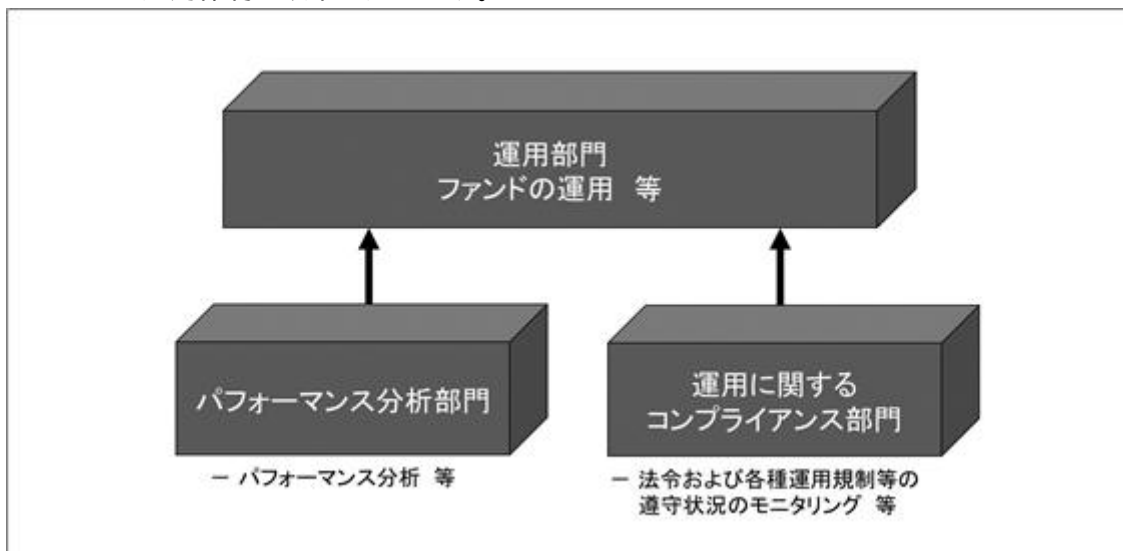 運用部門
ファンドの運用 等
パフォーマンス分析部門
- パフォーマンス分析 等
運用に関する
コンプライアンス部門
- 法令および各種運用規制等の
遵守状況のモニタリング 等